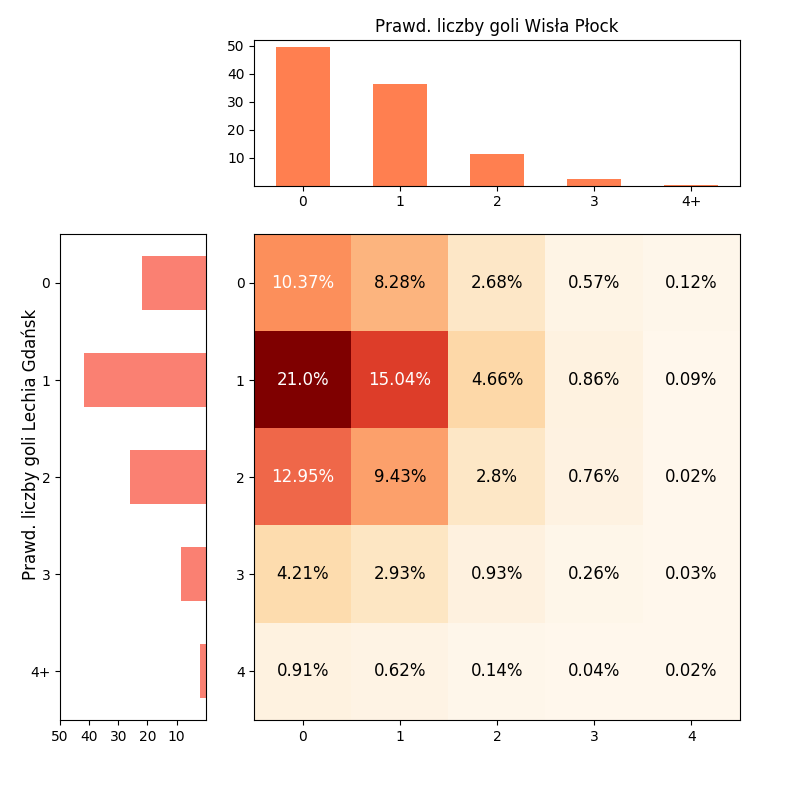 Prawd. liczby goli Wisła Płock
50
40
30
20
10
0 1 2 3 4+
Prawd. liczby goli Lechia Gdańsk
0
1
2
3
4+
50 40 30 20 10
0 10.37% 8.28% 2.68% 0.57% 0.12%
1 21.0% 15.04% 4.66% 0.86% 0.09%
2 12.95% 9.43% 2.8% 0.76% 0.02%
3 4.21% 2.93% 0.93% 0.26% 0.03%
4 0.91% 0.62% 0.14% 0.04% 0.02%
0 1 2 3 4